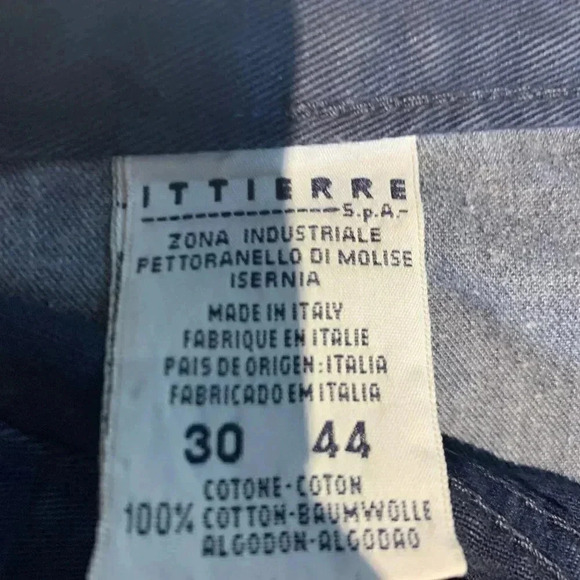 ITTIERRE
S.p.A.
ZONA INDUSTRIALE
PETTORANELLO DI MOLISE
ISERNIA
MADE IN ITALY
FABRIQUE EN ITALIE
PAIS DE ORIGEN: ITALIA
FABRICADO EM ITALIA
30 44
COTONE-COTON
100% COTTON-BAUMWOLLE
ALGODON-ALGODAO